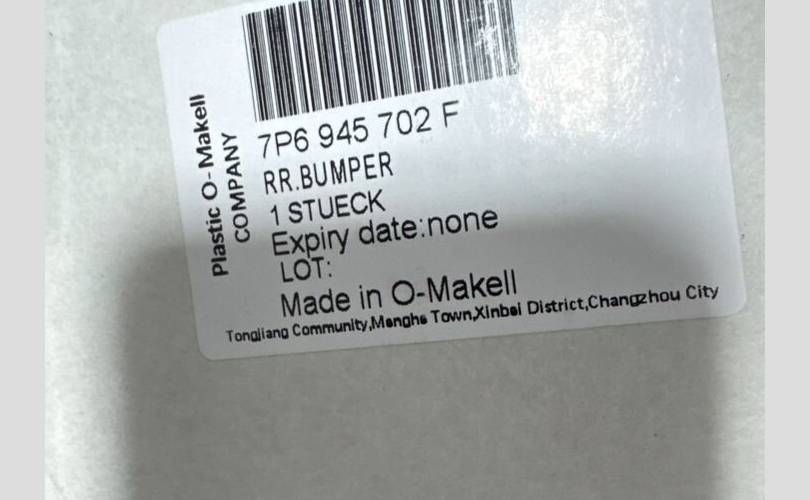 Plastic O-Makell
COMPANY
7P6 945 702 F
RR.BUMPER
1 STUECK
Expiry date:none
LOT:
Made in O-Makell
Tongjiang Community,Menghe Town,Xinbei District,Changzhou City